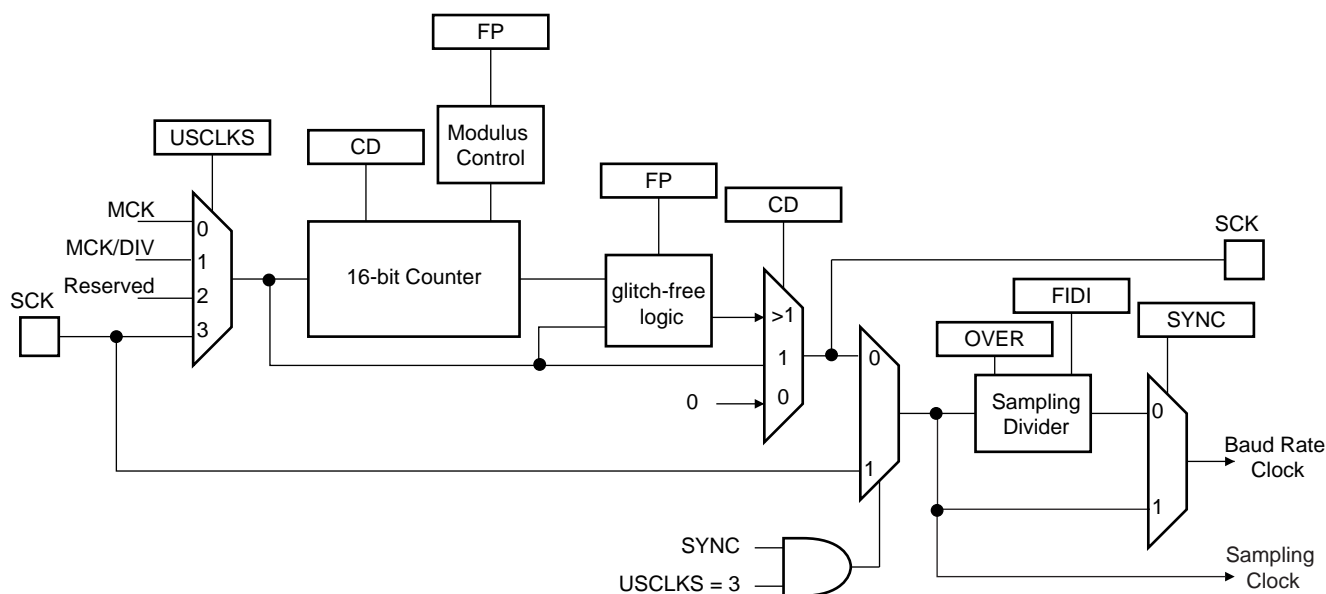 FP
USCLKS
CD
Modulus
Control
FP
CD
MCK
0
MCK/DIV
1
Reserved
2
SCK
3
16-bit Counter
glitch-free
logic
>1
1
0
0
SCK
FIDI
OVER
SYNC
0
1
Sampling
Divider
0
1
Baud Rate
Clock
SYNC
USCLKS = 3
Sampling
Clock